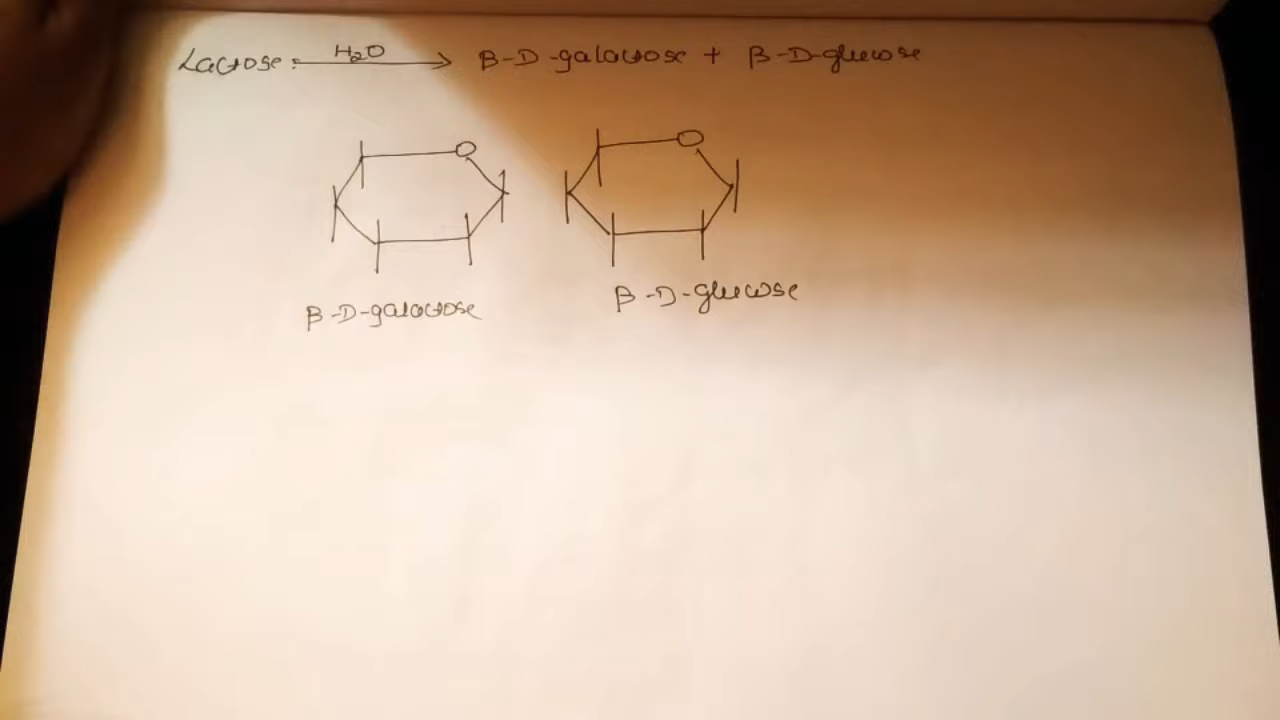 Lactose : H₂O → β-D-galactose + β-D-glucose
O O
β-D-galactose β-D-glucose